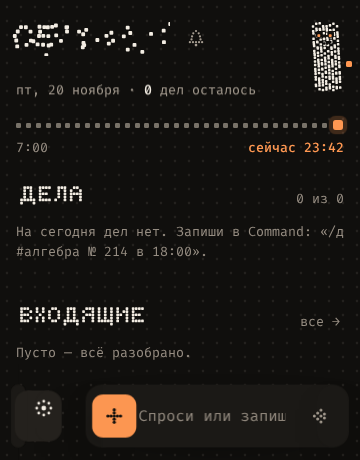 пт, 20 ноября · 0 дел осталось
7:00
сейчас 23:42
ДЕЛА
0 из 0
На сегодня дел нет. Запиши в Command: «/д
#алгебра № 214 в 18:00».
ВХОДЯЩИЕ
все →
Пусто — всё разобрано.
Спроси или запиш